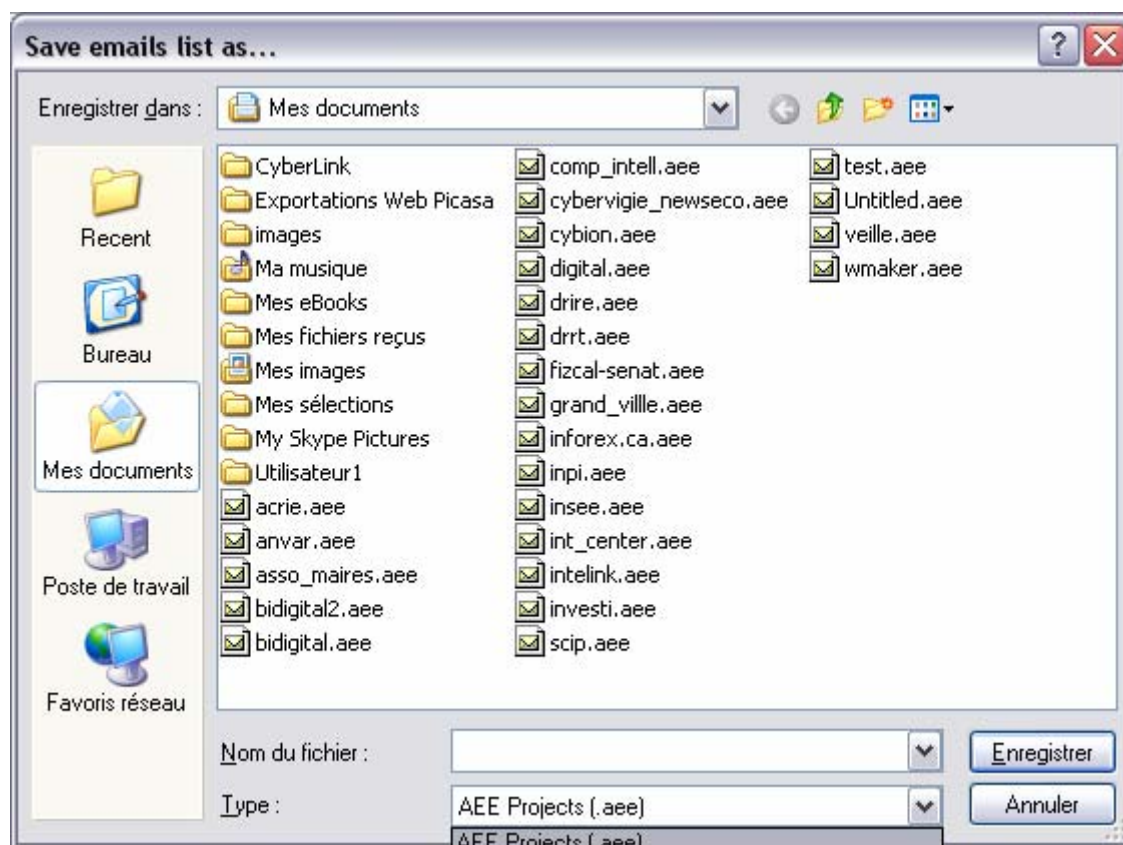 Save emails list as...
Enregistrer dans :
Mes documents
Recent
Bureau
Mes documents
Poste de travail
Favoris réseau
CyberLink
Exportations Web Picasa
images
Ma musique
Mes eBooks
Mes fichiers reçus
Mes images
Mes sélections
My Skype Pictures
Utilisateur1
acrie.aee
anvar.aee
asso_maires.aee
bidigital2.aee
bidigital.aee
comp_intell.aee
cybervigie_newseco.aee
cybion.aee
digital.aee
drire.aee
drrt.aee
fizcal-senat.aee
grand_villle.aee
inforex.ca.aee
inpi.aee
insee.aee
int_center.aee
intelink.aee
investi.aee
scip.aee
test.aee
Untitled.aee
veille.aee
wmaker.aee
Nom du fichier :
Enregistrer
Type :
AEE Projects (.aee)
Annuler
AEE Projects (.aee)